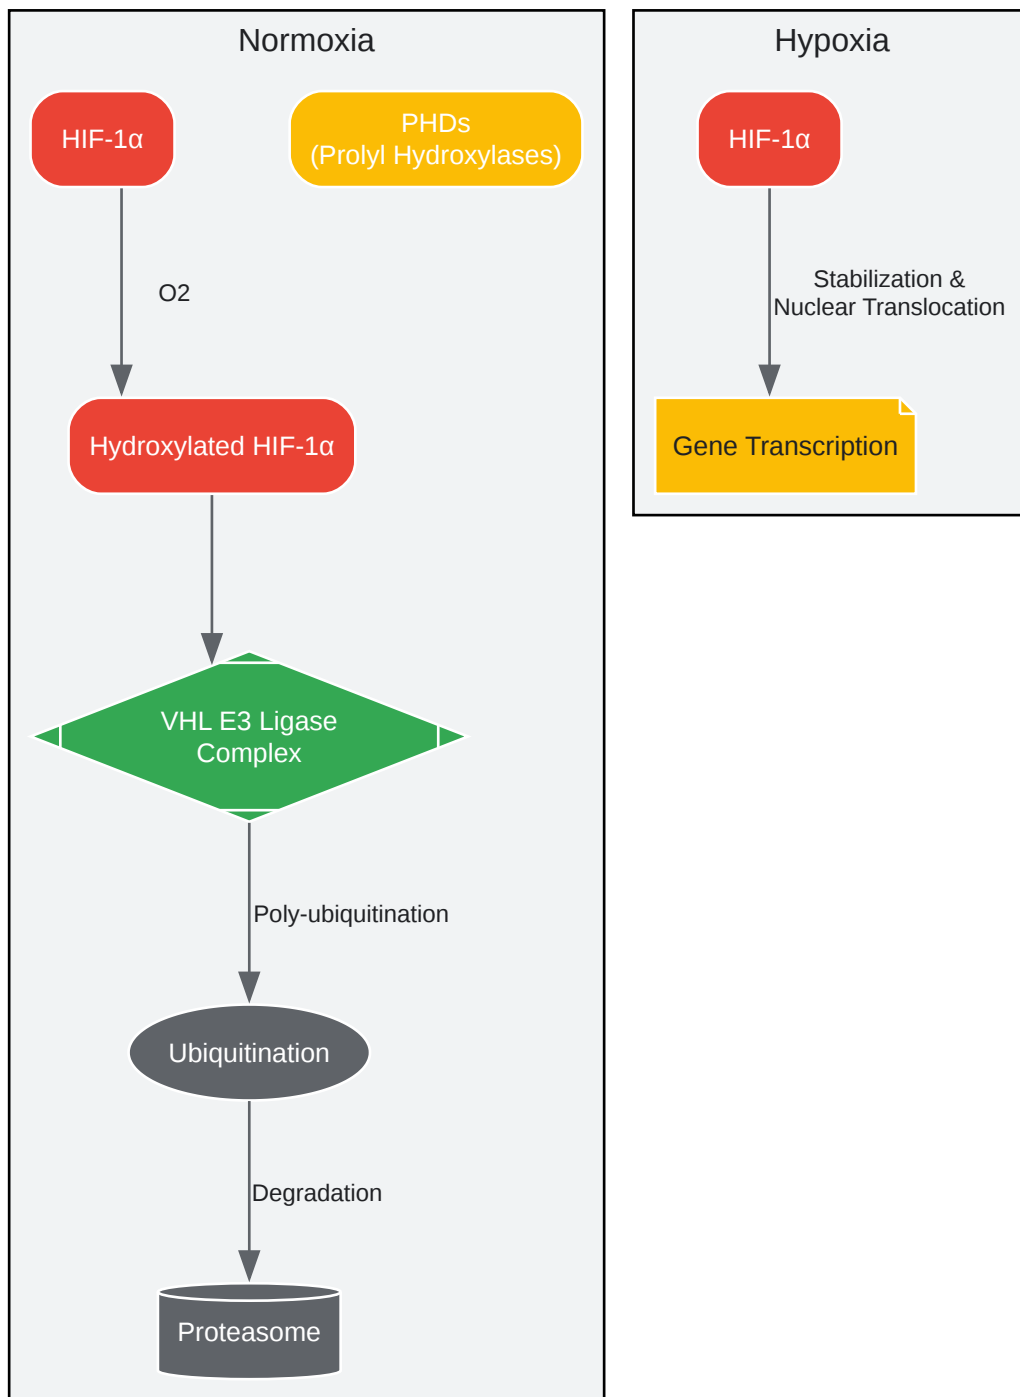 Normoxia
HIF-1α
PHDs
(Prolyl Hydroxylases)
O2
Hydroxylated HIF-1α
VHL E3 Ligase
Complex
Poly-ubiquitination
Ubiquitination
Degradation
Proteasome
Hypoxia
HIF-1α
Stabilization &
Nuclear Translocation
Gene Transcription